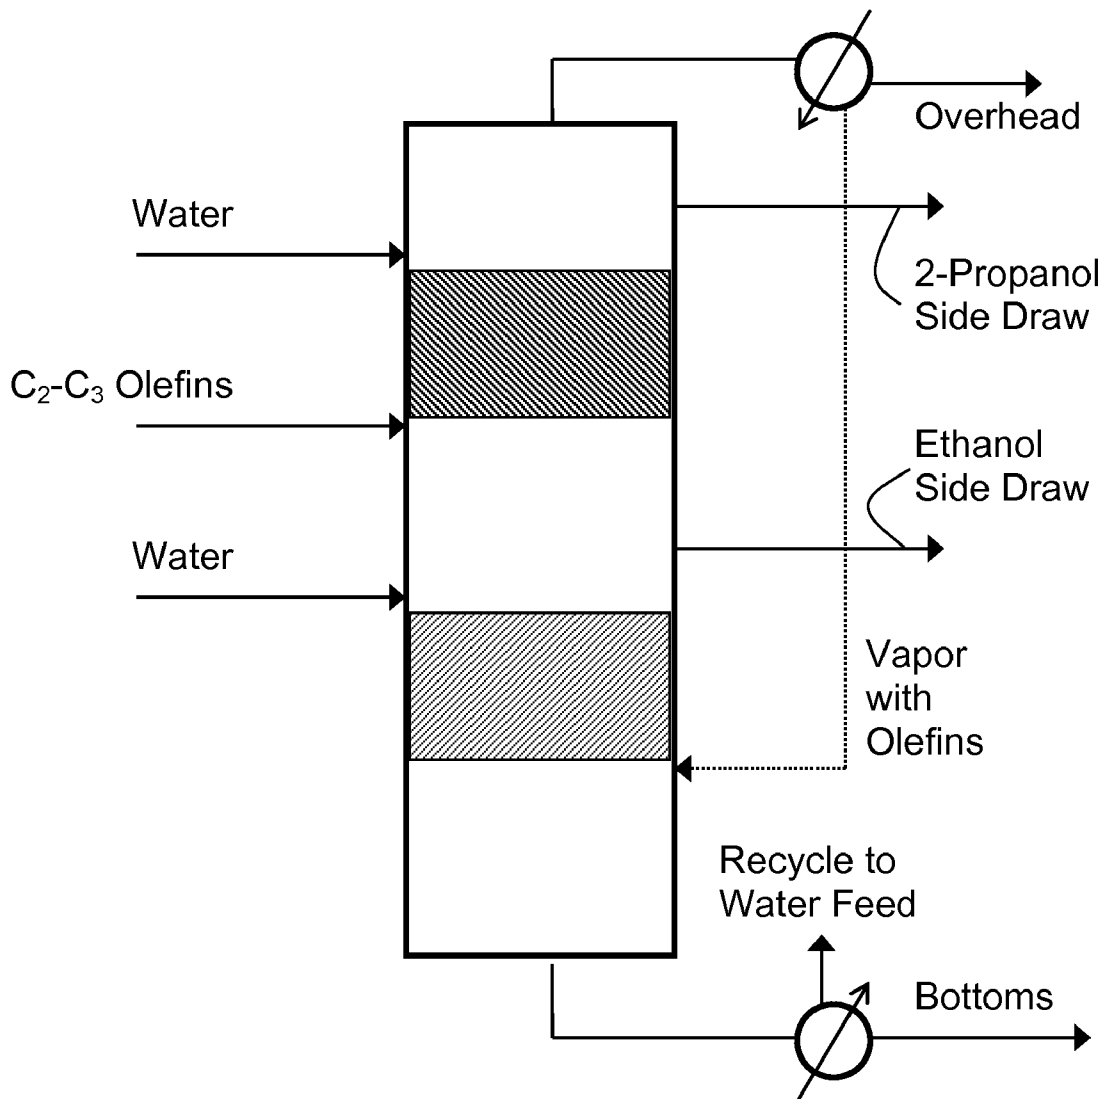 Overhead
Water
2-Propanol
Side Draw
C₂-C₃ Olefins
Ethanol
Side Draw
Water
Vapor
with
Olefins
Recycle to
Water Feed
Bottoms